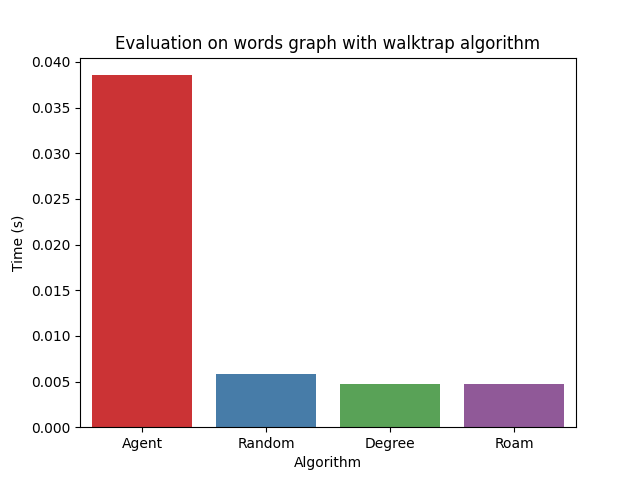 Evaluation on words graph with walktrap algorithm
0.040
0.035
0.030
0.025
0.020
0.015
0.010
0.005
0.000
Time (s)
Agent Random Degree Roam
Algorithm